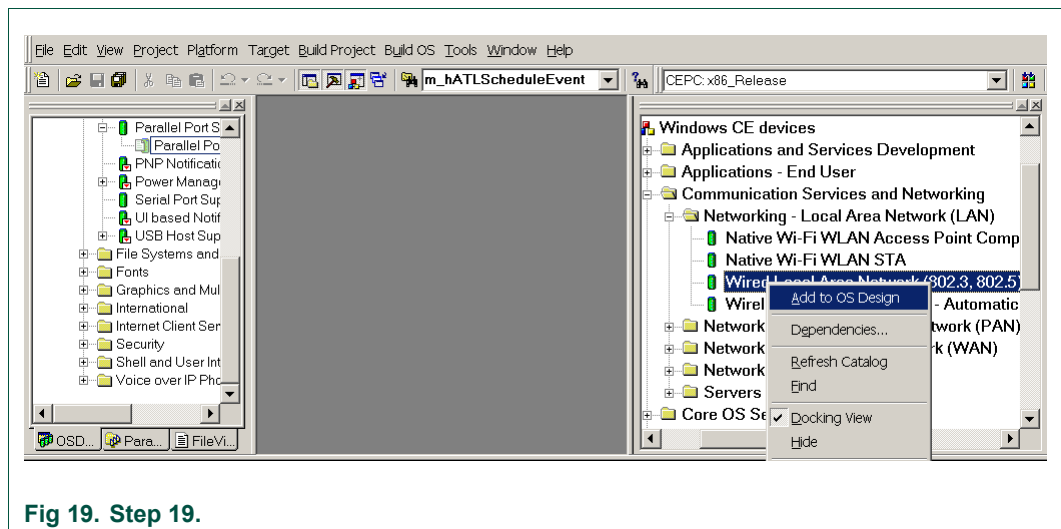 File Edit View Project Platform Target Build Project Build OS Tools Window Help
m_hATLScheduleEvent CEPC: x86_Release
Parallel Port S
Parallel Po
PNP Notificatio
Power Manag
Serial Port Sup
UI based Notif
USB Host Sup
File Systems and
Fonts
Graphics and Mul
International
Internet Client Ser
Security
Shell and User Int
Voice over IP Pho
OSD... Para... FileVi...
Windows CE devices
Applications and Services Development
Applications - End User
Communication Services and Networking
Networking - Local Area Network (LAN)
Native Wi-Fi WLAN Access Point Comp
Native Wi-Fi WLAN STA
Wired Local Area Network (802.3, 802.5)
Wirel - Automatic
Network twork (PAN)
Network rk (WAN)
Network
Servers
Core OS Se
Add to OS Design
Dependencies...
Refresh Catalog
Find
Docking View
Hide
Fig 19. Step 19.